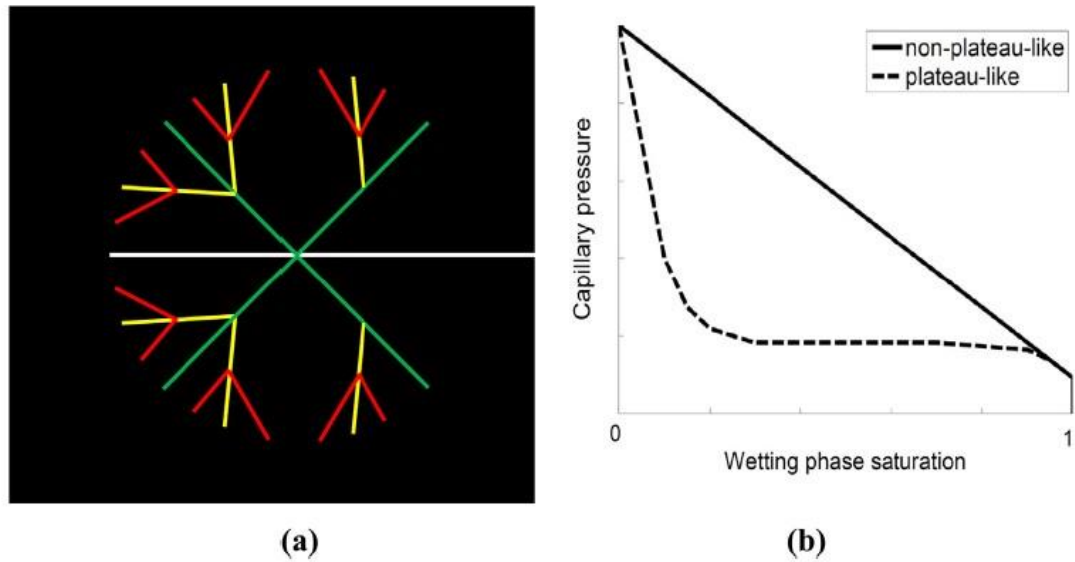 non-plateau-like
plateau-like
Capillary pressure
0
1
Wetting phase saturation
(a)
(b)